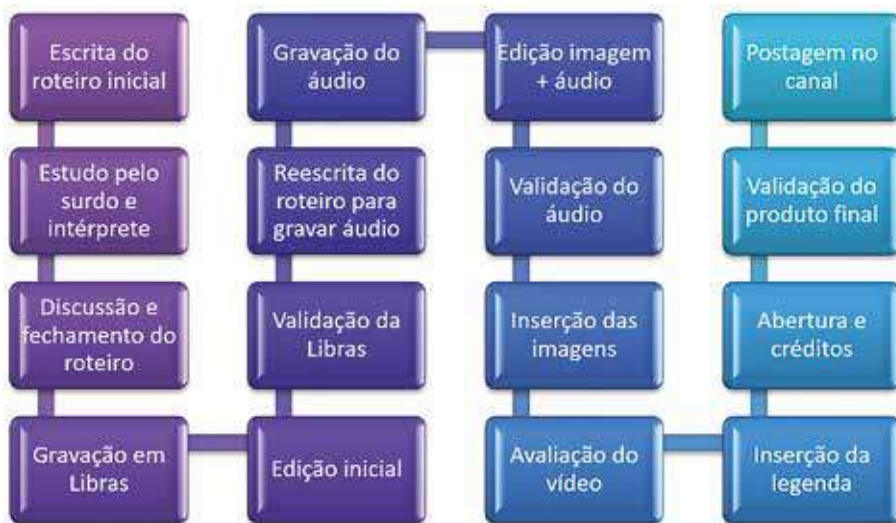 Escrita do
roteiro inicial
Estudo pelo
surdo e
intérprete
Discussão e
fechamento do
roteiro
Gravação em
Libras
Edição inicial
Validação da
Libras
Reescrita do
roteiro para
gravar áudio
Gravação do
áudio
Edição imagem
+ áudio
Validação do
áudio
Inserção das
imagens
Avaliação do
vídeo
Inserção da
legenda
Abertura e
créditos
Validação do
produto final
Postagem no
canal